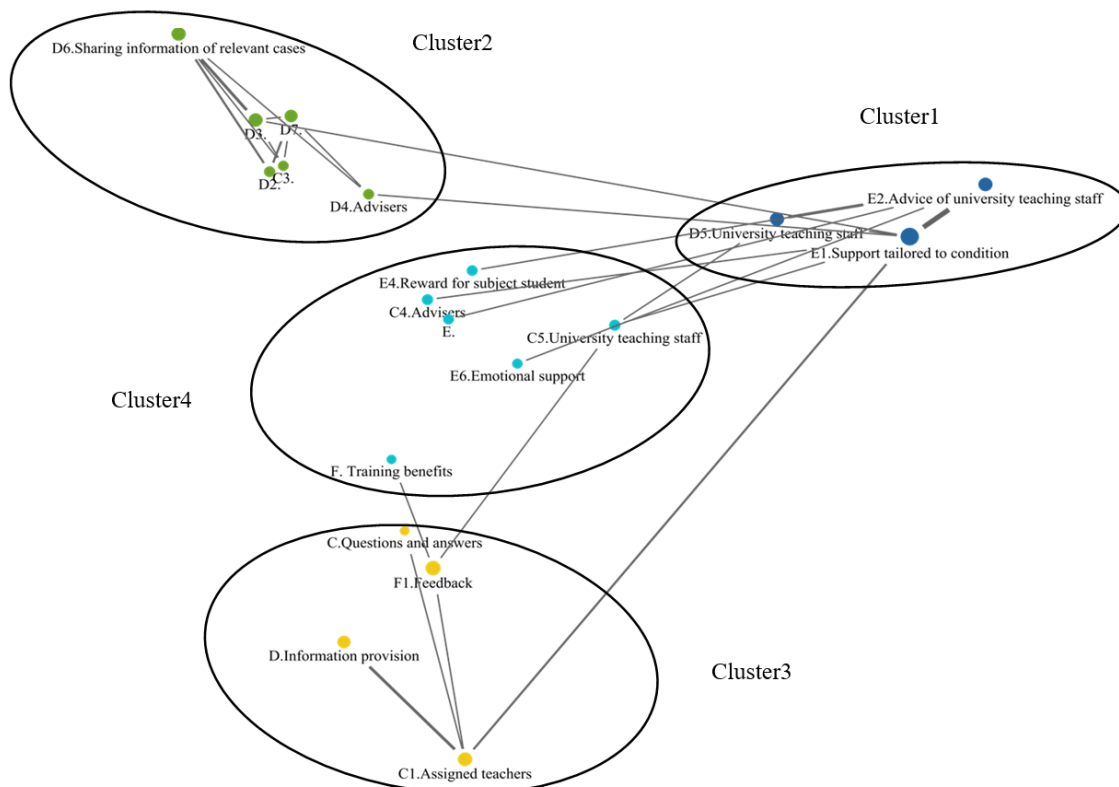 Cluster2
D6.Sharing information of relevant cases
Cluster1
D3.
D7.
C3.
D2.
E2.Advice of university teaching staff
D4.Advisers
D5.University teaching staff
E1.Support tailored to condition
E4.Reward for subject student
C4.Advisers
E.
C5.University teaching staff
E6.Emotional support
Cluster4
F. Training benefits
C.Questions and answers
F1.Feedback
D.Information provision
Cluster3
C1.Assigned teachers